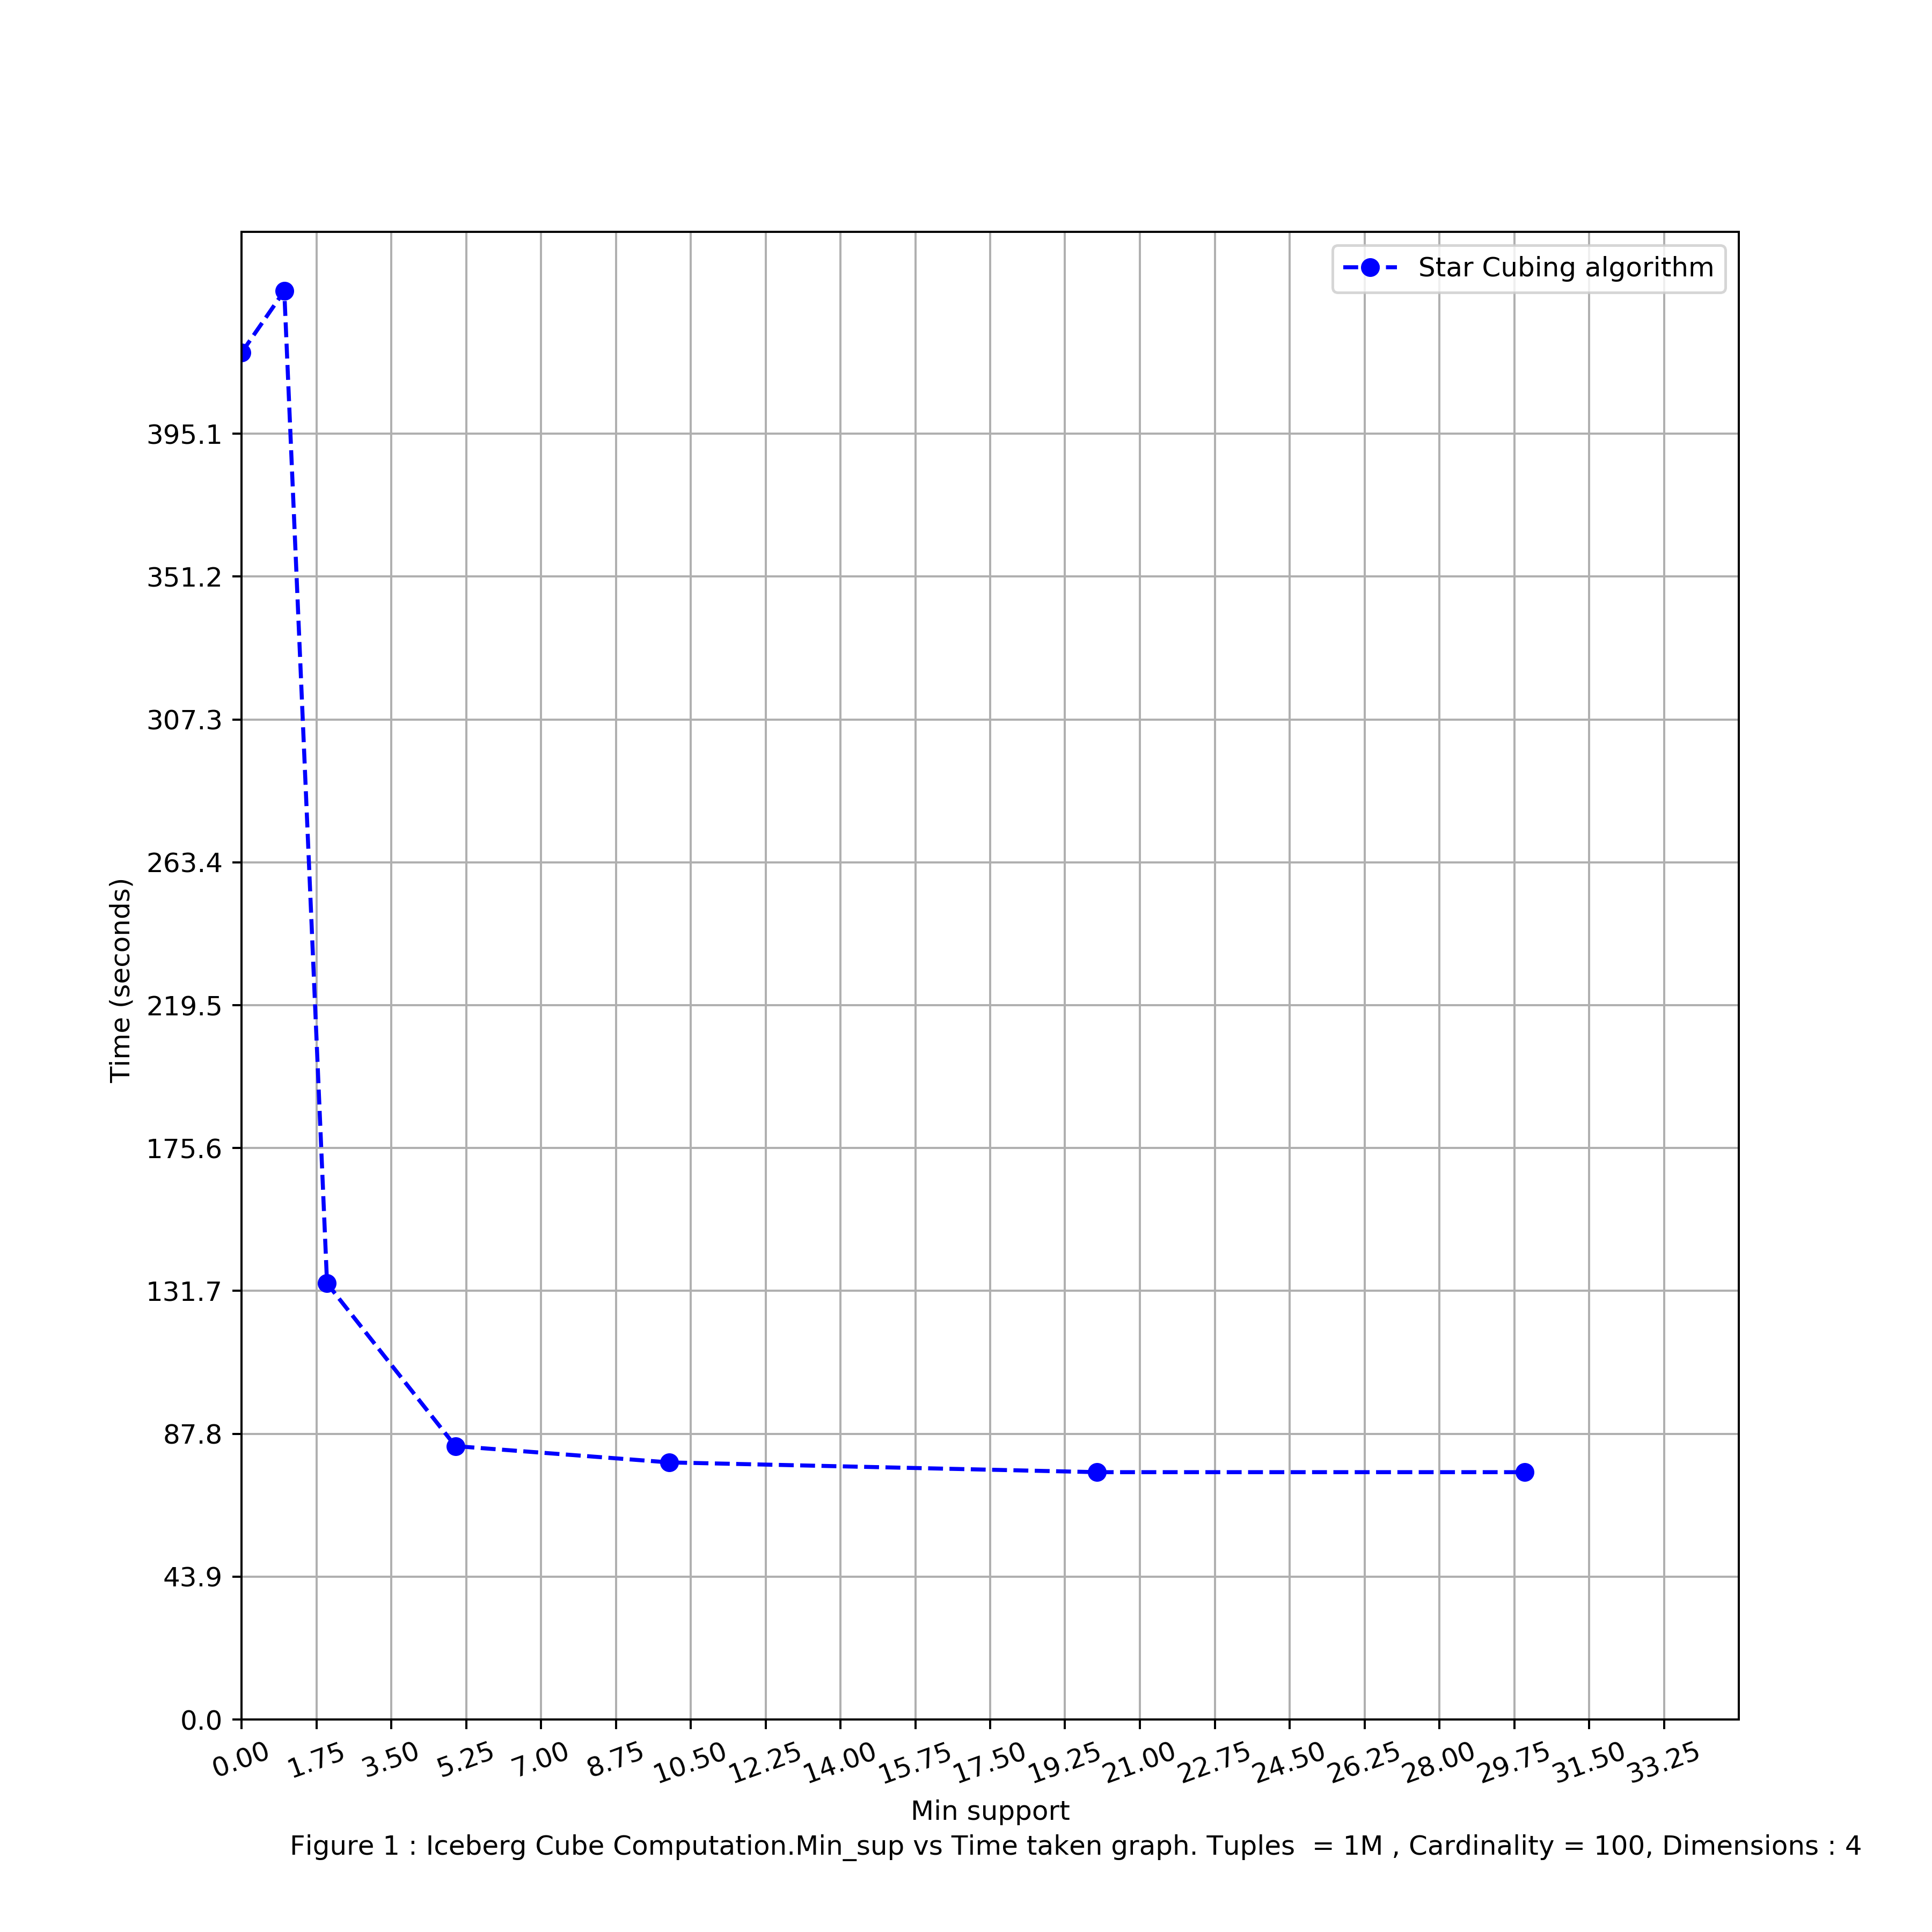 Star Cubing algorithm
395.1
351.2
307.3
263.4
219.5
175.6
131.7
87.8
43.9
0.0
Time (seconds)
0.00 1.75 3.50 5.25 7.00 8.75 10.50 12.25 14.00 15.75 17.50 19.25 21.00 22.75 24.50 26.25 28.00 29.75 31.50 33.25
Min support
Figure 1 : Iceberg Cube Computation.Min_sup vs Time taken graph. Tuples  = 1M , Cardinality = 100, Dimensions : 4